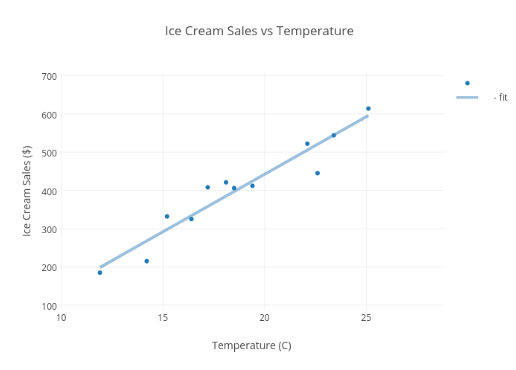 Ice Cream Sales vs Temperature
700
600
500
400
300
200
100
Ice Cream Sales ($)
10 15 20 25
Temperature (C)
- fit